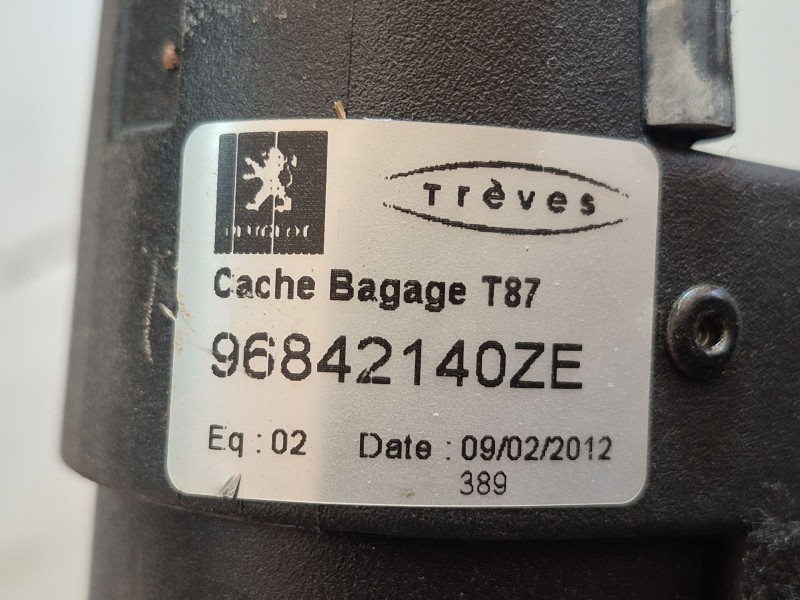 PEUGEOT
Trèves
Cache Bagage T87
96842140ZE
Eq : 02 Date : 09/02/2012
389